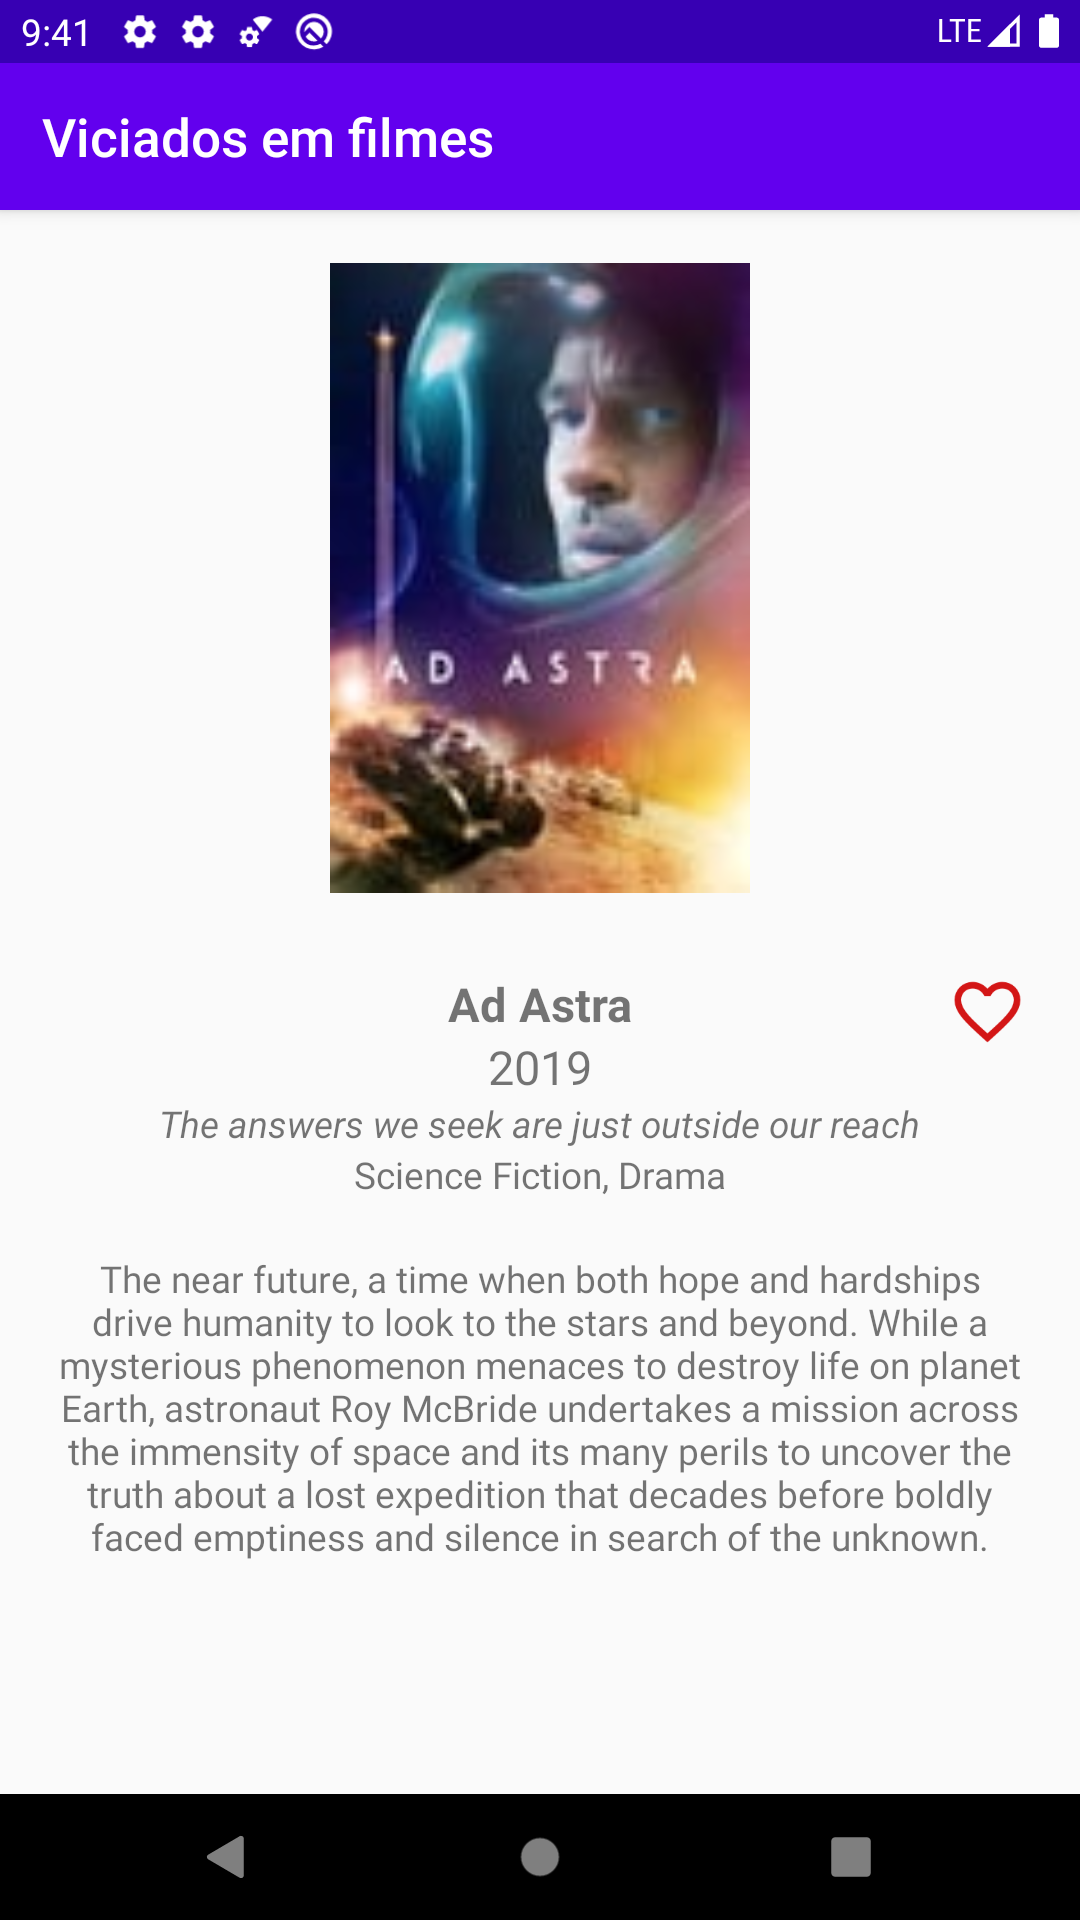 9:41
LTE
Viciados em filmes
AD ASTRA
Ad Astra
2019
The answers we seek are just outside our reach
Science Fiction, Drama
The near future, a time when both hope and hardships
drive humanity to look to the stars and beyond. While a
mysterious phenomenon menaces to destroy life on planet
Earth, astronaut Roy McBride undertakes a mission across
the immensity of space and its many perils to uncover the
truth about a lost expedition that decades before boldly
faced emptiness and silence in search of the unknown.